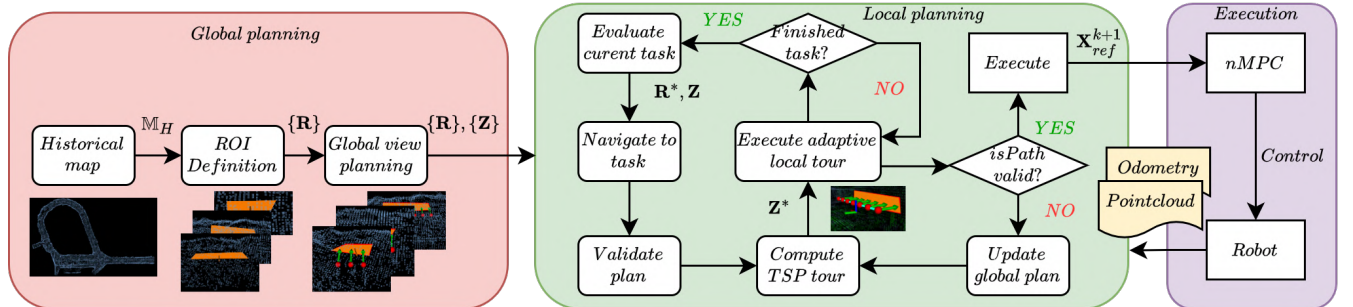 Global planning
Historical
map
𝕄_H
ROI
Definition
{R}
Global view
planning
{R}, {Z}
Local planning
Evaluate
curent task
YES
Finished
task?
NO
R*, Z
Navigate to
task
Execute adaptive
local tour
Z*
Validate
plan
Compute
TSP tour
Execute
YES
isPath
valid?
NO
Update
global plan
X_{ref}^{k+1}
Execution
nMPC
Control
Odometry
Pointcloud
Robot